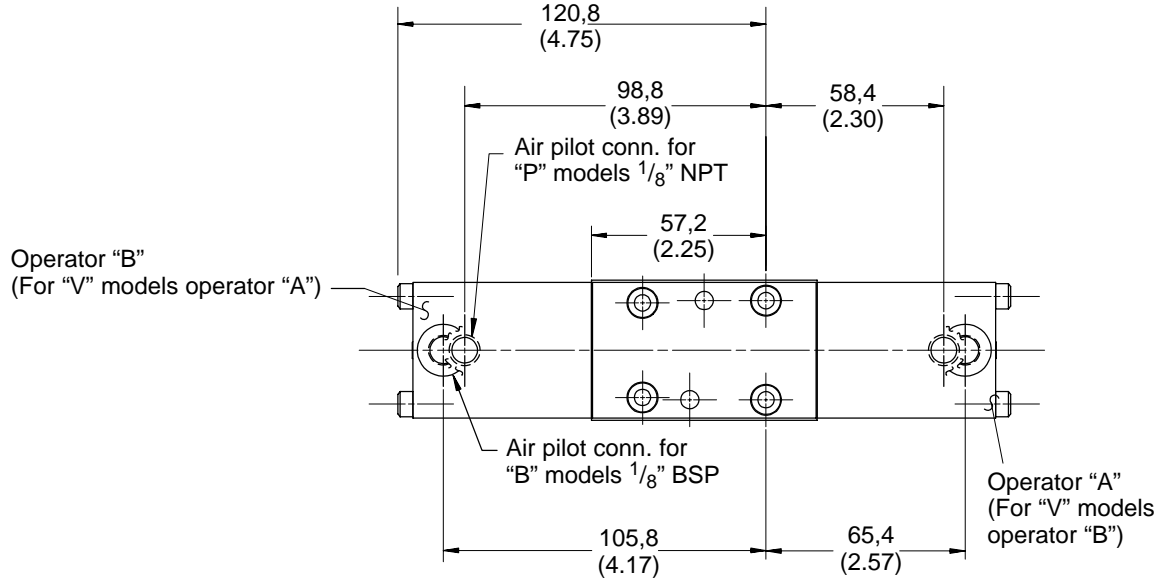 120,8
(4.75)
98,8
(3.89)
58,4
(2.30)
Air pilot conn. for
“P” models 1/8” NPT
57,2
(2.25)
Operator “B”
(For “V” models operator “A”)
Air pilot conn. for
“B” models 1/8” BSP
Operator “A”
(For “V” models
operator “B”)
105,8
(4.17)
65,4
(2.57)